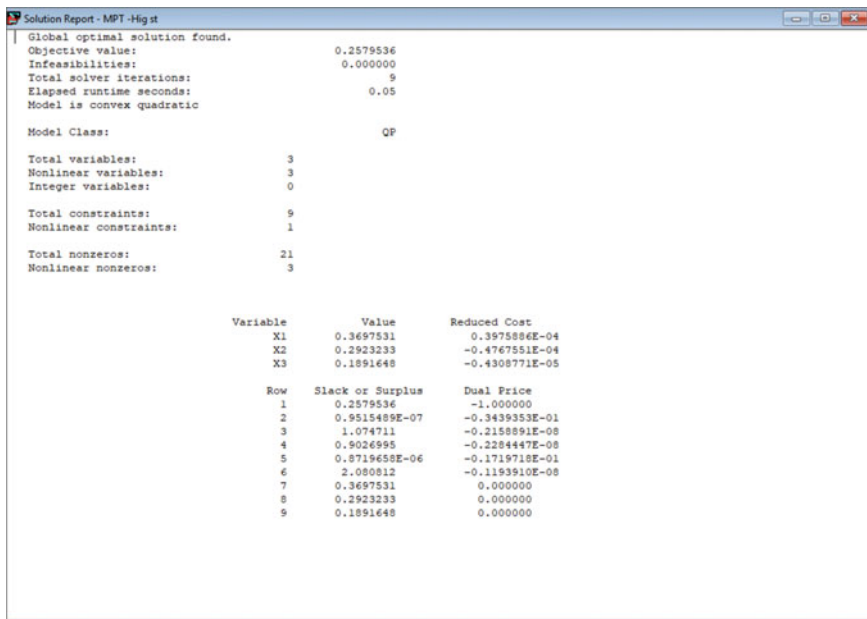 Solution Report - MPT -Hig st
Global optimal solution found.
Objective value: 0.2579536
Infeasibilities: 0.000000
Total solver iterations: 9
Elapsed runtime seconds: 0.05
Model is convex quadratic
Model Class: QP
Total variables: 3
Nonlinear variables: 3
Integer variables: 0
Total constraints: 9
Nonlinear constraints: 1
Total nonzeros: 21
Nonlinear nonzeros: 3
Variable Value Reduced Cost
X1 0.3697531 0.3975886E-04
X2 0.2923233 -0.4767551E-04
X3 0.1891648 -0.4308771E-05
Row Slack or Surplus Dual Price
1 0.2579536 -1.000000
2 0.9515489E-07 -0.3439353E-01
3 1.074711 -0.2158891E-08
4 0.9026995 -0.2284447E-08
5 0.8719658E-06 -0.1719718E-01
6 2.080812 -0.1193910E-08
7 0.3697531 0.000000
8 0.2923233 0.000000
9 0.1891648 0.000000